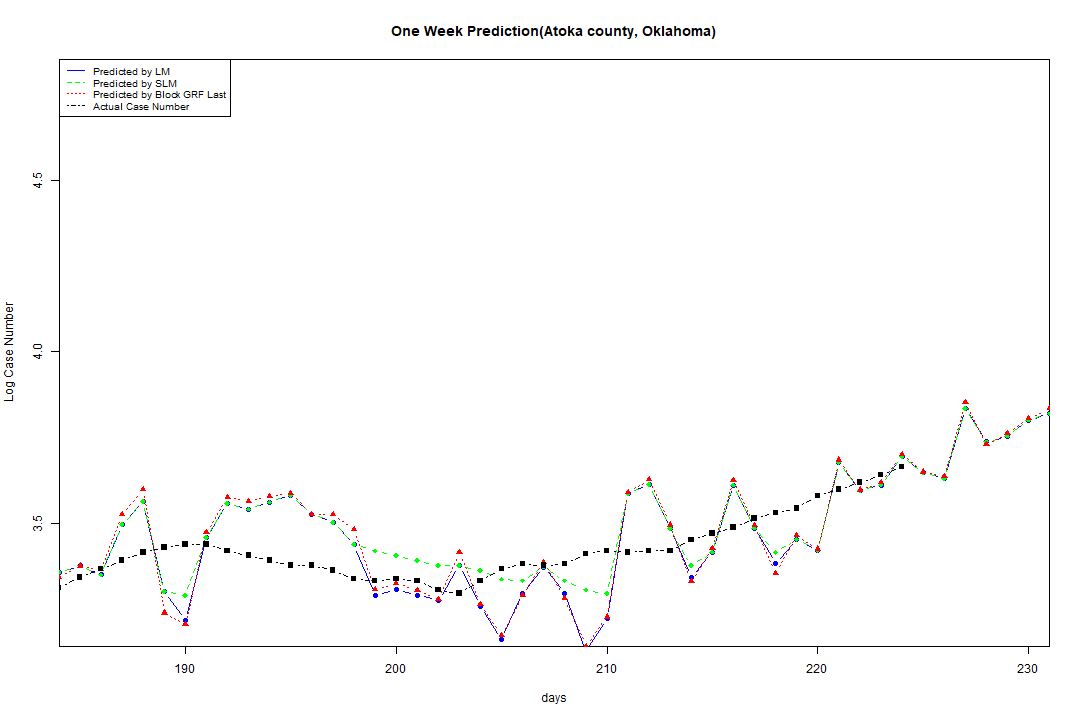 One Week Prediction(Atoka county, Oklahoma)
Predicted by LM
Predicted by SLM
Predicted by Block GRF Last
Actual Case Number
4.5
4.0
3.5
Log Case Number
190 200 210 220 230
days